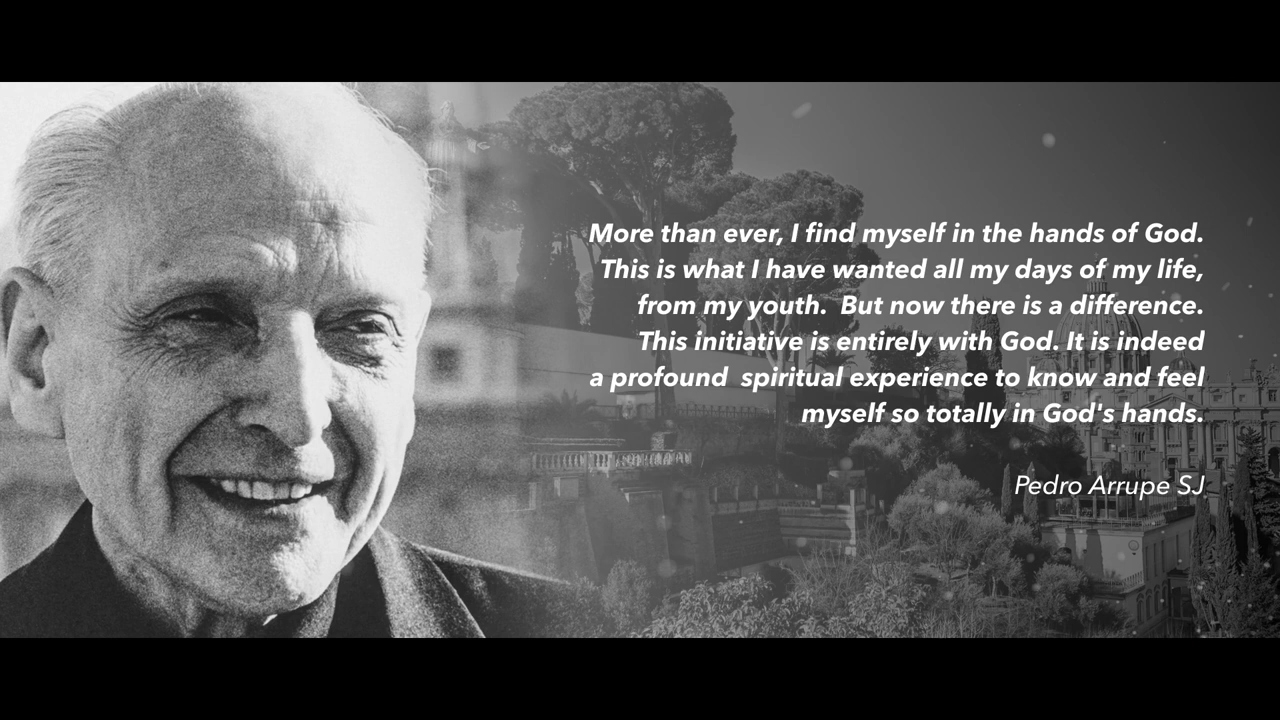 More than ever, I find myself in the hands of God.
This is what I have wanted all my days of my life,
from my youth.  But now there is a difference.
This initiative is entirely with God. It is indeed
a profound  spiritual experience to know and feel
myself so totally in God's hands.
Pedro Arrupe SJ